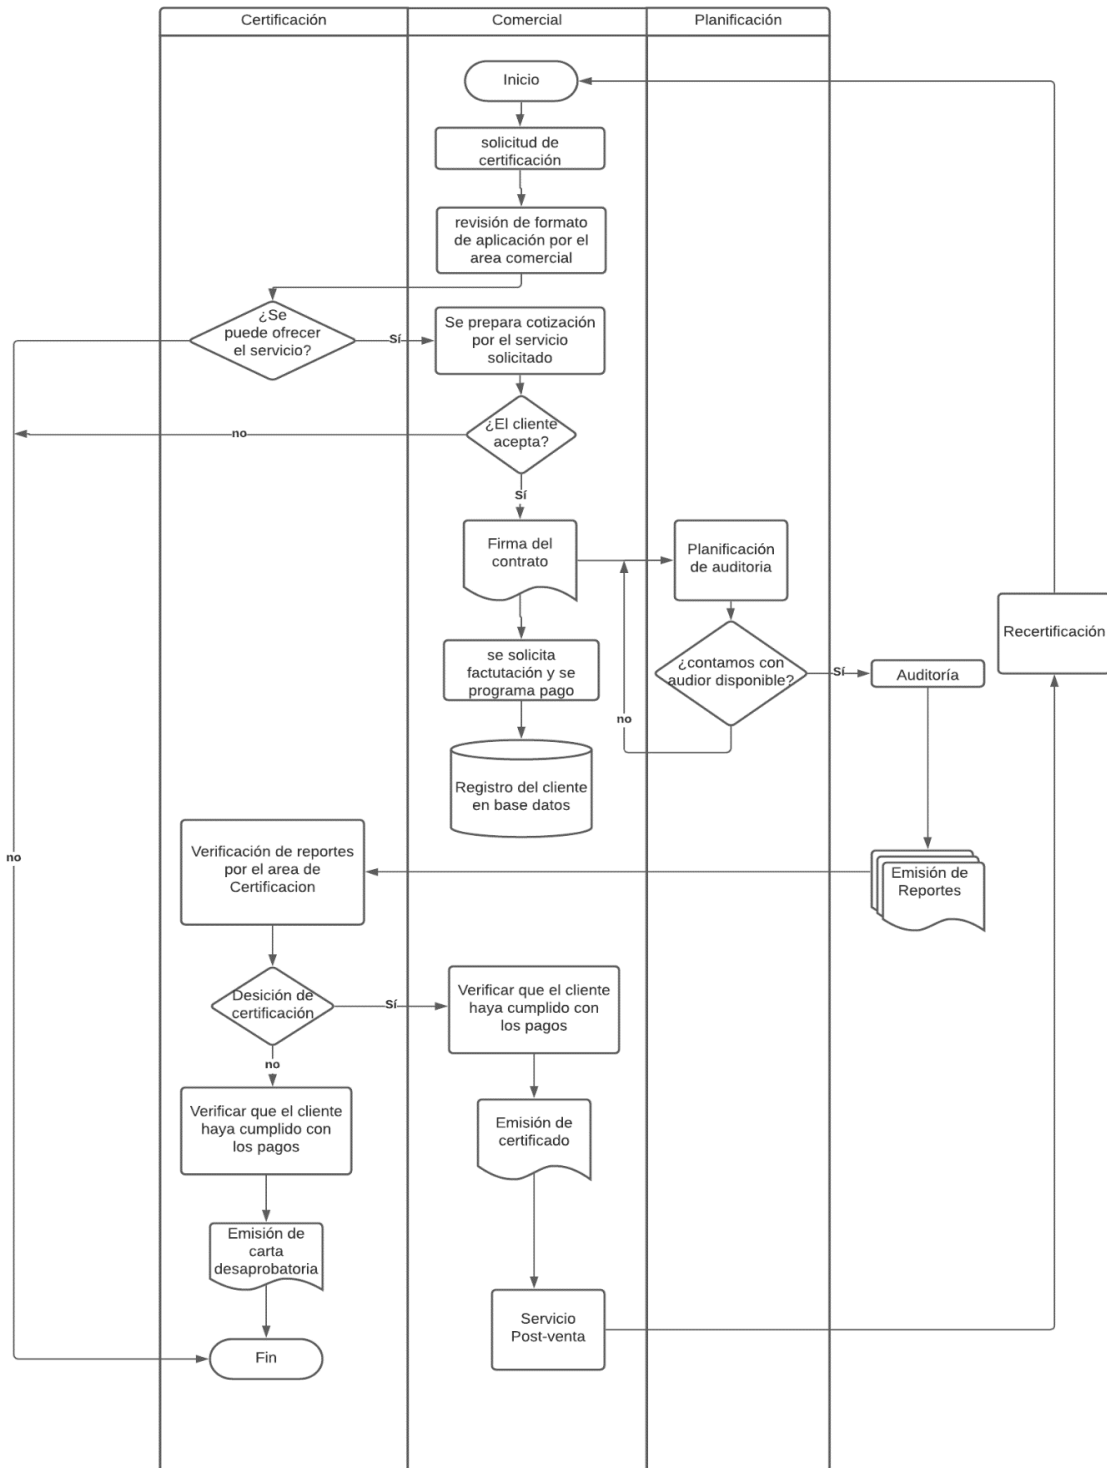 Certificación
Comercial
Planificación
Inicio
solicitud de
certificación
revisión de formato
de aplicación por el
area comercial
¿Se
puede ofrecer
el servicio?
Sí
Se prepara cotización
por el servicio
solicitado
¿El cliente
acepta?
no
Sí
Firma del
contrato
Planificación
de auditoria
Recertificación
se solicita
factutación y se
programa pago
¿contamos con
audior disponible?
Sí
Auditoría
no
Registro del cliente
en base datos
no
Verificación de reportes
por el area de
Certificacion
Emisión de
Reportes
Desición de
certificación
Sí
Verificar que el cliente
haya cumplido con
los pagos
no
Verificar que el cliente
haya cumplido con
los pagos
Emisión de
certificado
Emisión de
carta
desaprobatoria
Servicio
Post-venta
Fin